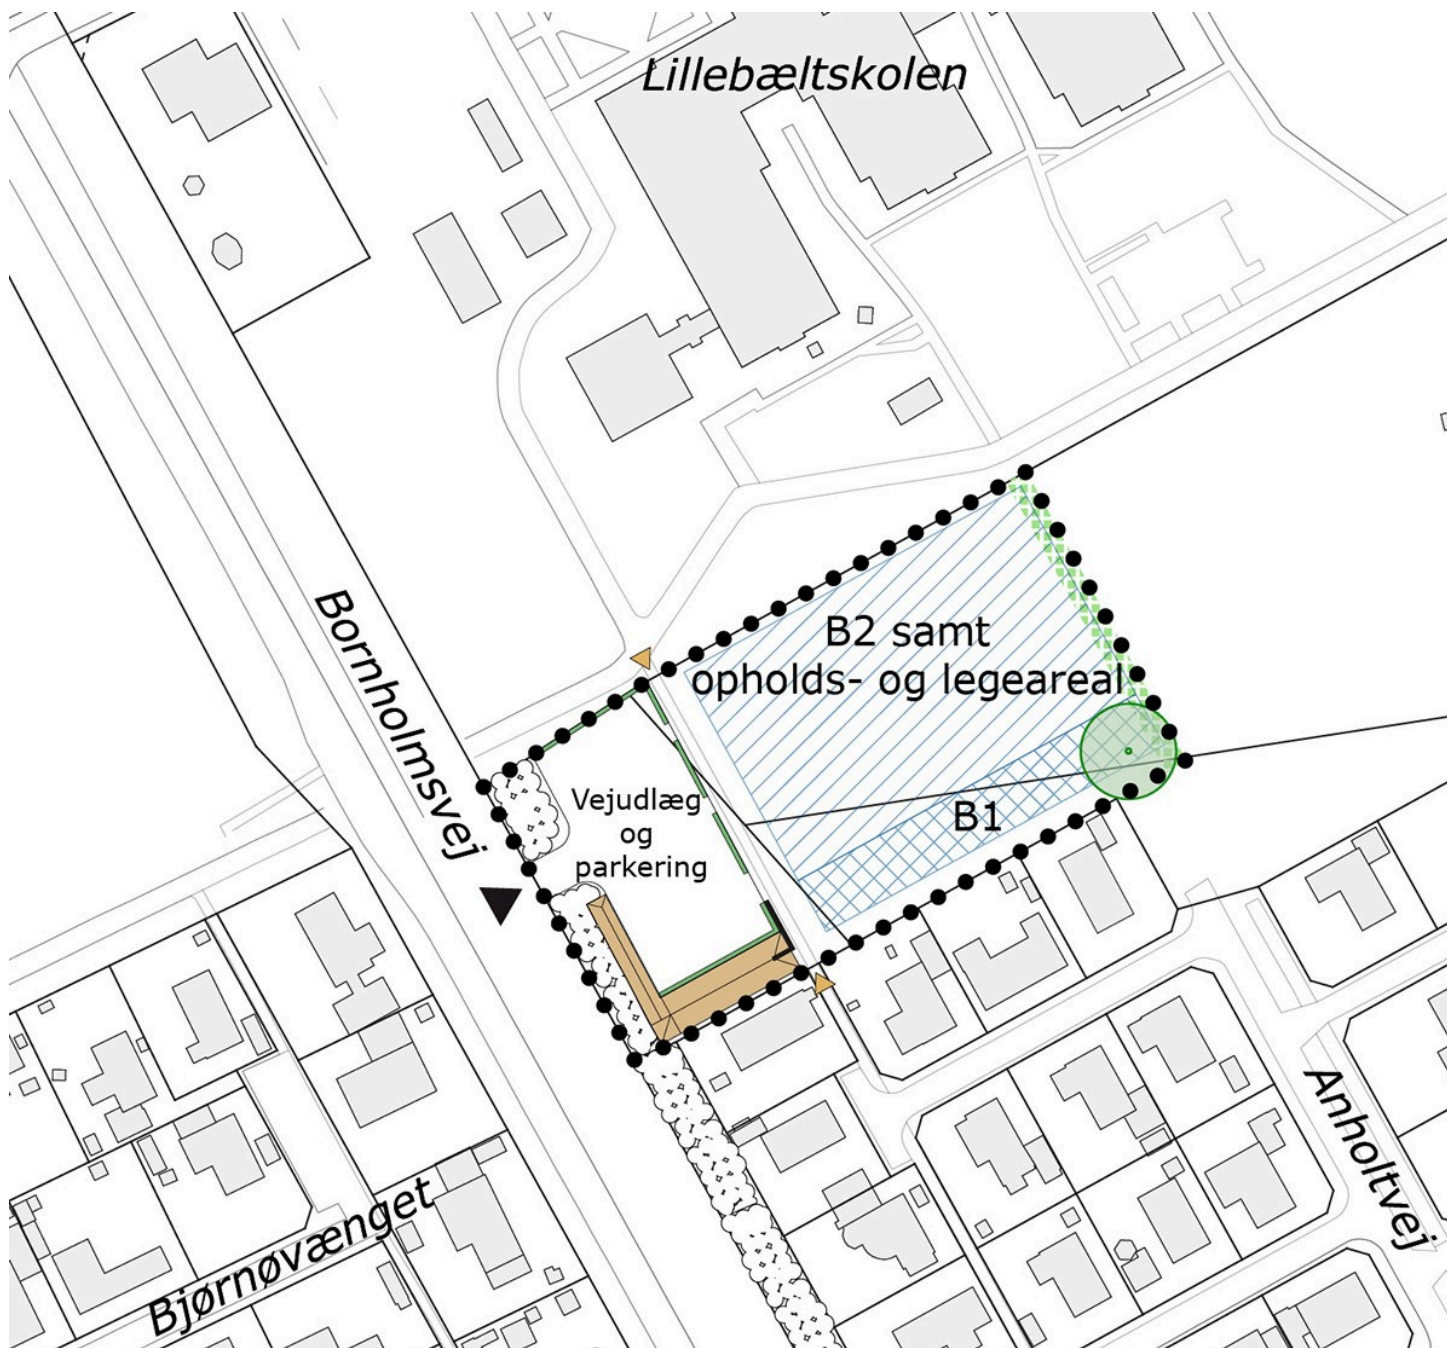 Lillebæltskolen
Bornholmsvej
B2 samt
opholds- og legeareal
Vejudlæg
og
parkering
B1
Anholtvej
Bjørnøvænget